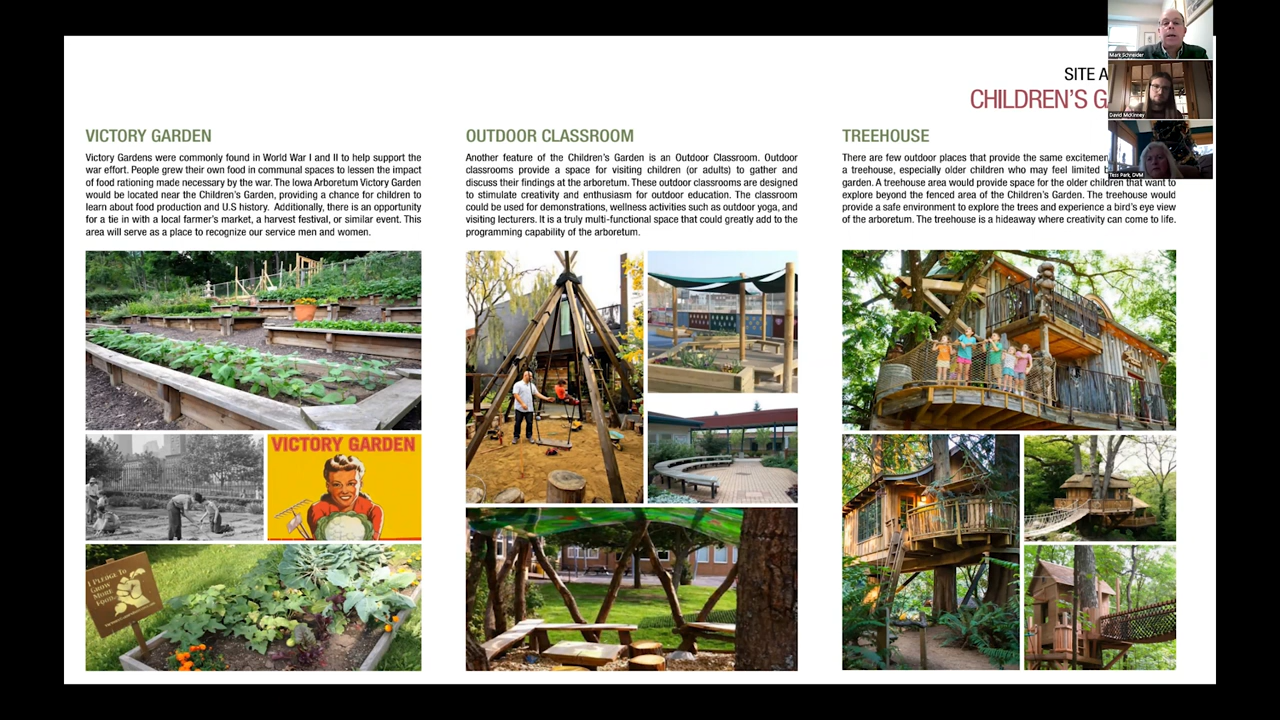 SITE A
CHILDREN'S G
Mark Schneider
David McKinney
Tess Park, DVM
VICTORY GARDEN
Victory Gardens were commonly found in World War I and II to help support the
war effort. People grew their own food in communal spaces to lessen the impact
of food rationing made necessary by the war. The Iowa Arboretum Victory Garden
would be located near the Children's Garden, providing a chance for children to
learn about food production and U.S history. Additionally, there is an opportunity
for a tie in with a local farmer's market, a harvest festival, or similar event. This
area will serve as a place to recognize our service men and women.
VICTORY GARDEN
I PLEDGE TO
GROW
MORE
FOOD
OUTDOOR CLASSROOM
Another feature of the Children's Garden is an Outdoor Classroom. Outdoor
classrooms provide a space for visiting children (or adults) to gather and
discuss their findings at the arboretum. These outdoor classrooms are designed
to stimulate creativity and enthusiasm for outdoor education. The classroom
could be used for demonstrations, wellness activities such as outdoor yoga, and
visiting lecturers. It is a truly multi-functional space that could greatly add to the
programming capability of the arboretum.
TREEHOUSE
There are few outdoor places that provide the same excitemen
a treehouse, especially older children who may feel limited b
garden. A treehouse area would provide space for the older children that want to
explore beyond the fenced area of the Children's Garden. The treehouse would
provide a safe environment to explore the trees and experience a bird's eye view
of the arboretum. The treehouse is a hideaway where creativity can come to life.